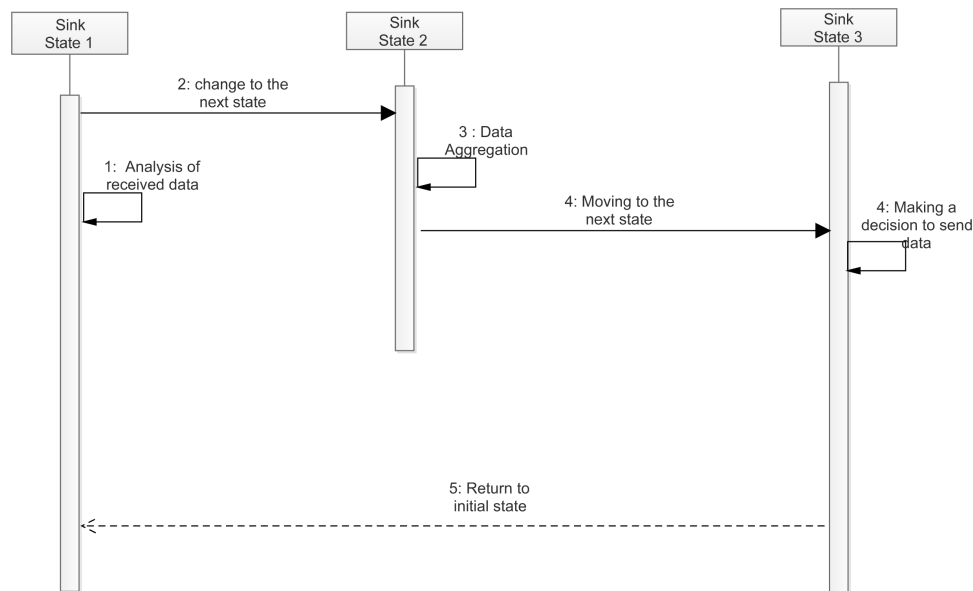 Sink
State 1
Sink
State 2
Sink
State 3
2: change to the
next state
3 : Data
Aggregation
1:  Analysis of
received data
4: Moving to the
next state
4: Making a
decision to send
data
5: Return to
initial state